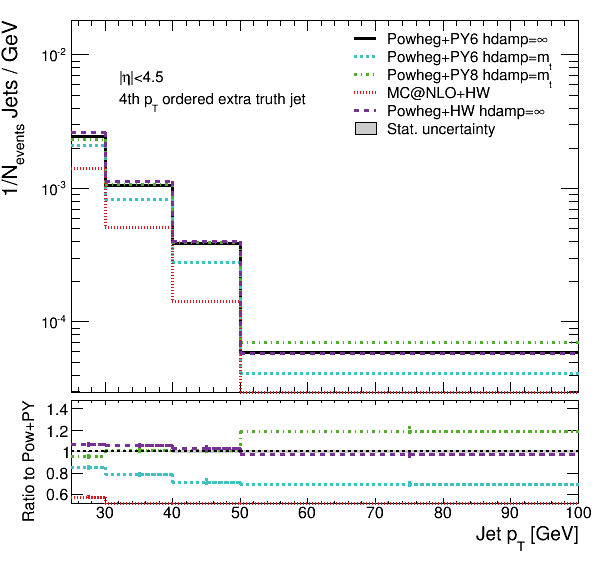 1/N_events Jets / GeV
10^-2
10^-3
10^-4
|η|<4.5
4th p_T ordered extra truth jet
Powheg+PY6 hdamp=∞
Powheg+PY6 hdamp=m_t
Powheg+PY8 hdamp=m_t
MC@NLO+HW
Powheg+HW hdamp=∞
Stat. uncertainty
Ratio to Pow+PY
1.4
1.2
1
0.8
0.6
30 40 50 60 70 80 90 100
Jet p_T [GeV]